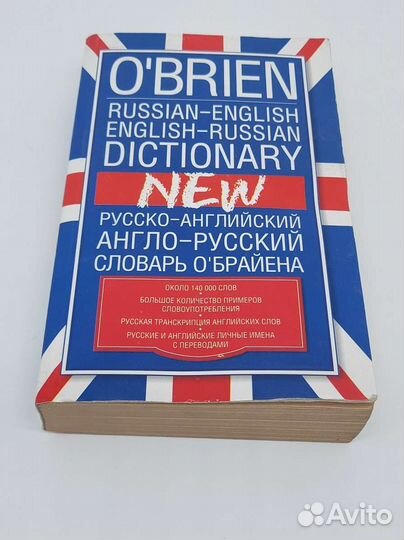 O'BRIEN
RUSSIAN–ENGLISH
ENGLISH–RUSSIAN
DICTIONARY
NEW
РУССКО–АНГЛИЙСКИЙ
АНГЛО–РУССКИЙ
СЛОВАРЬ О'БРАЙЕНА
ОКОЛО 140 000 СЛОВ
•
БОЛЬШОЕ КОЛИЧЕСТВО ПРИМЕРОВ
СЛОВОУПОТРЕБЛЕНИЯ
•
РУССКАЯ ТРАНСКРИПЦИЯ АНГЛИЙСКИХ СЛОВ
•
РУССКИЕ И АНГЛИЙСКИЕ ЛИЧНЫЕ ИМЕНА
С ПЕРЕВОДАМИ
Avito